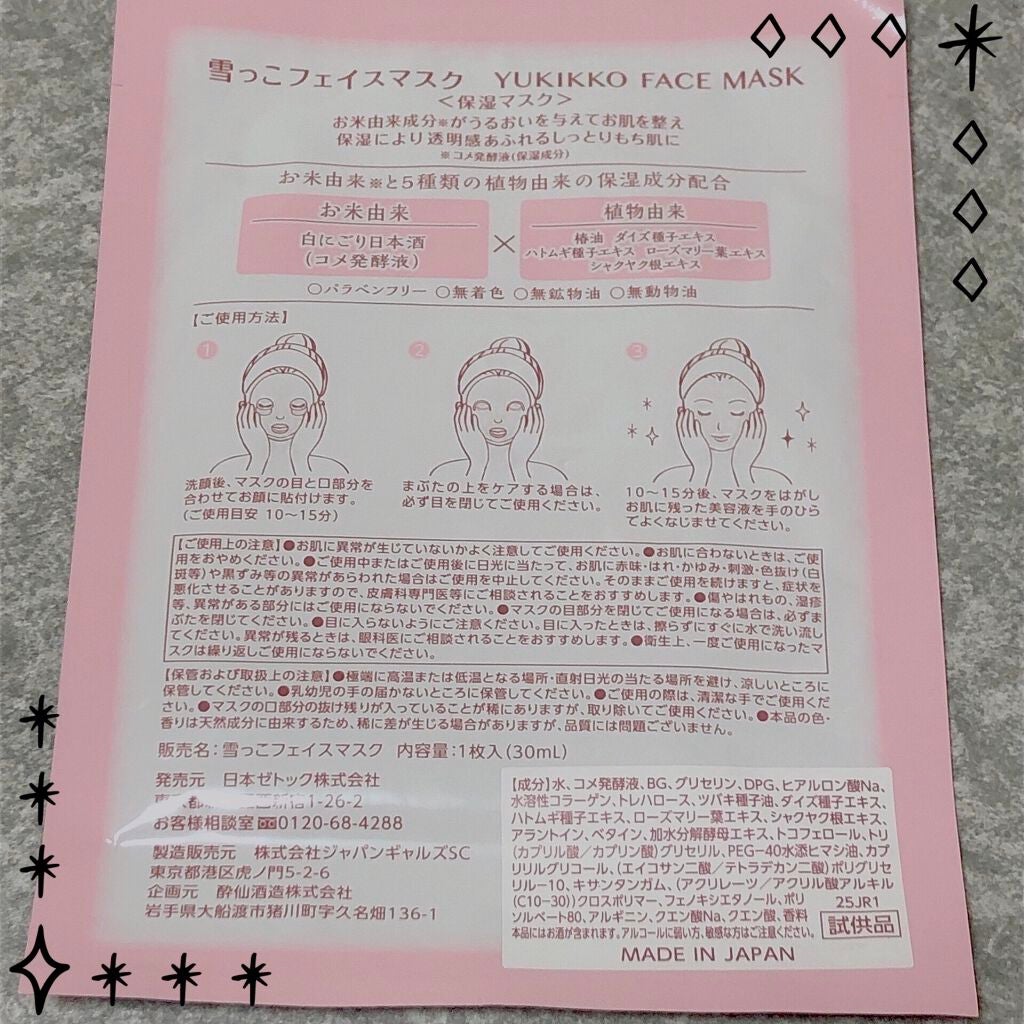 雪っこフェイスマスク YUKIKKO FACE MASK
＜保湿マスク＞
お米由来成分※がうるおいを与えてお肌を整え
保湿により透明感あふれるしっとりもち肌に
※コメ発酵液(保湿成分)
お米由来※と5種類の植物由来の保湿成分配合
お米由来
白にごり日本酒
(コメ発酵液)
×
植物由来
椿油 ダイズ種子エキス
ハトムギ種子エキス ローズマリー葉エキス
シャクヤク根エキス
○パラベンフリー ○無着色 ○無鉱物油 ○無動物油
【ご使用方法】
1
洗顔後、マスクの目と口部分を
合わせてお顔に貼付けます。
(ご使用目安 10〜15分)
2
まぶたの上をケアする場合は、
必ず目を閉じてご使用ください。
3
10〜15分後、マスクをはがし
お肌に残った美容液を手のひら
でよくなじませてください。
【ご使用上の注意】●お肌に異常が生じていないかよく注意してご使用ください。●お肌に合わないときは、ご使
用をおやめください。●ご使用中またはご使用後に日光に当たって、お肌に赤味・はれ・かゆみ・刺激・色抜け(白
斑等)や黒ずみ等の異常があらわれた場合はご使用を中止してください。そのままご使用を続けますと、症状を
悪化させることがありますので、皮膚科専門医等にご相談されることをおすすめします。●傷やはれもの、湿疹
等、異常がある部分にはご使用にならないでください。●マスクの目部分を閉じてご使用になる場合は、必ずま
ぶたを閉じてください。●目に入らないようにご注意ください。目に入ったときは、擦らずにすぐに水で洗い流し
てください。異常が残るときは、眼科医にご相談されることをおすすめします。●衛生上、一度ご使用になったマ
スクは繰り返しご使用にならないでください。
【保管および取扱上の注意】●極端に高温または低温となる場所・直射日光の当たる場所を避け、涼しいところに
保管してください。●乳幼児の手の届かないところに保管してください。●ご使用の際は、清潔な手でご使用くだ
さい。●マスクの口部分の抜け残りが入っていることが稀にありますが、取り除いてご使用ください。●本品の色・
香りは天然成分に由来するため、稀に差が生じる場合がありますが、品質には問題ございません。
販売名：雪っこフェイスマスク 内容量：1枚入(30mL)
発売元 日本ゼトック株式会社
東京都 西新宿1-26-2
お客様相談室 0120-68-4288
製造販売元 株式会社ジャパンギャルズSC
東京都港区虎ノ門5-2-6
企画元 酔仙酒造株式会社
岩手県大船渡市猪川町字久名畑136-1
【成分】水、コメ発酵液、BG、グリセリン、DPG、ヒアルロン酸Na、
水溶性コラーゲン、トレハロース、ツバキ種子油、ダイズ種子エキス、
ハトムギ種子エキス、ローズマリー葉エキス、シャクヤク根エキス、
アラントイン、ベタイン、加水分解酵母エキス、トコフェロール、トリ
(カプリル酸／カプリン酸)グリセリル、PEG-40水添ヒマシ油、カプ
リリルグリコール、(エイコサン二酸／テトラデカン二酸)ポリグリセ
リル-10、キサンタンガム、(アクリレーツ／アクリル酸アルキル
(C10-30))クロスポリマー、フェノキシエタノール、ポリ
ソルベート80、アルギニン、クエン酸Na、クエン酸、香料
本品にはお酒が含まれます。アルコールに弱い方、敏感な方はご注意ください。
25JR1
試供品
MADE IN JAPAN